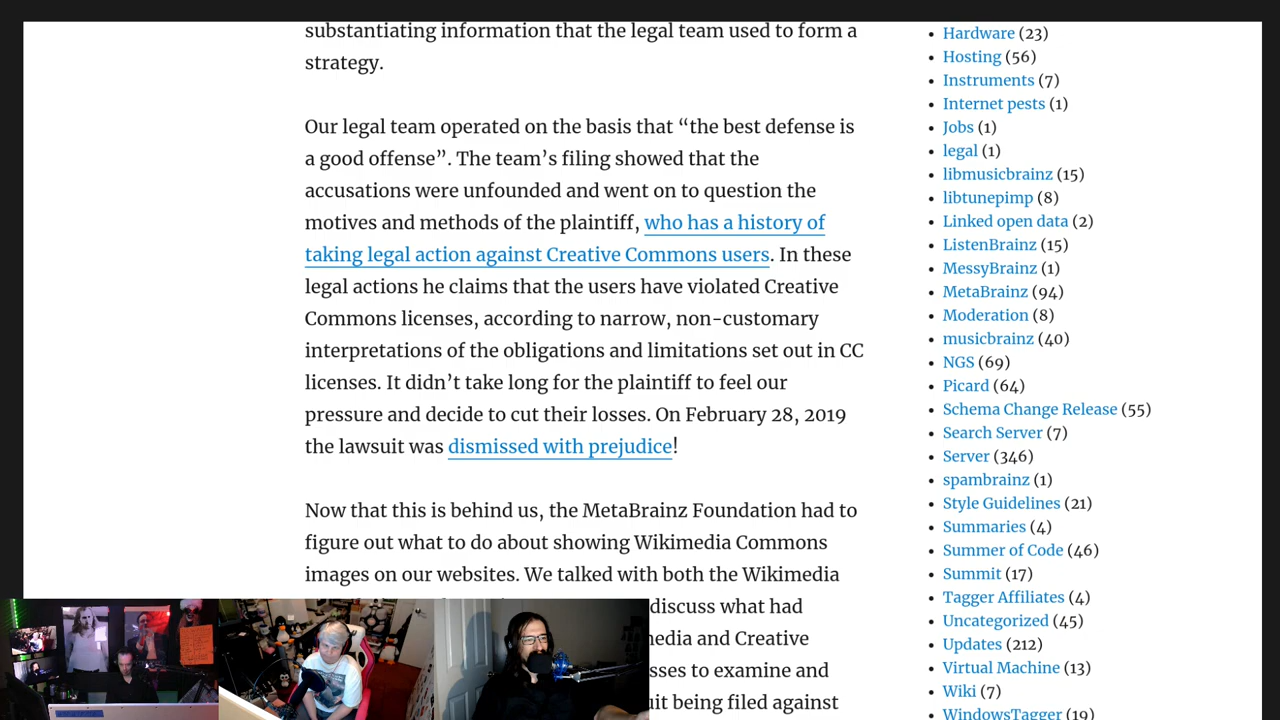 substantiating information that the legal team used to form a
strategy.
Our legal team operated on the basis that “the best defense is
a good offense”. The team’s filing showed that the
accusations were unfounded and went on to question the
motives and methods of the plaintiff, who has a history of
taking legal action against Creative Commons users. In these
legal actions he claims that the users have violated Creative
Commons licenses, according to narrow, non-customary
interpretations of the obligations and limitations set out in CC
licenses. It didn’t take long for the plaintiff to feel our
pressure and decide to cut their losses. On February 28, 2019
the lawsuit was dismissed with prejudice!
Now that this is behind us, the MetaBrainz Foundation had to
figure out what to do about showing Wikimedia Commons
images on our websites. We talked with both the Wikimedia
discuss what had
and Creative
to examine and
being filed against
• Hardware (23)
• Hosting (56)
• Instruments (7)
• Internet pests (1)
• Jobs (1)
• legal (1)
• libmusicbrainz (15)
• libtunepimp (8)
• Linked open data (2)
• ListenBrainz (15)
• MessyBrainz (1)
• MetaBrainz (94)
• Moderation (8)
• musicbrainz (40)
• NGS (69)
• Picard (64)
• Schema Change Release (55)
• Search Server (7)
• Server (346)
• spambrainz (1)
• Style Guidelines (21)
• Summaries (4)
• Summer of Code (46)
• Summit (17)
• Tagger Affiliates (4)
• Uncategorized (45)
• Updates (212)
• Virtual Machine (13)
• Wiki (7)
• WindowsTagger (19)